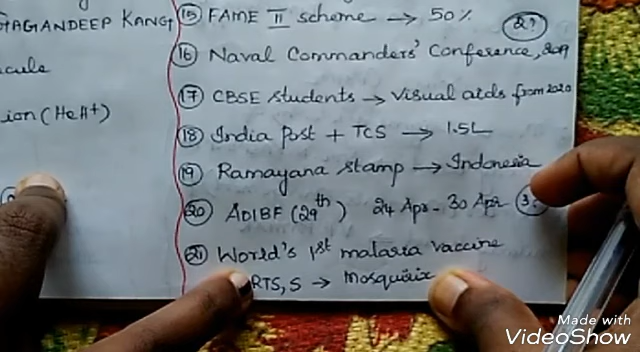 GAGANDEEP KANG
cule
ion (HeH+)
15 FAME II scheme → 50%
16 Naval Commanders' Conference, 2019
17 CBSE students → Visual aids from 2020
18 India Post + TCS → 1.5L
19 Ramayana stamp → Indonesia
20 ADIBF (29th) 24 Apr - 30 Apr
21 World's 1st malaria vaccine
RTS, S → Mosquirix
Made with
VideoShow